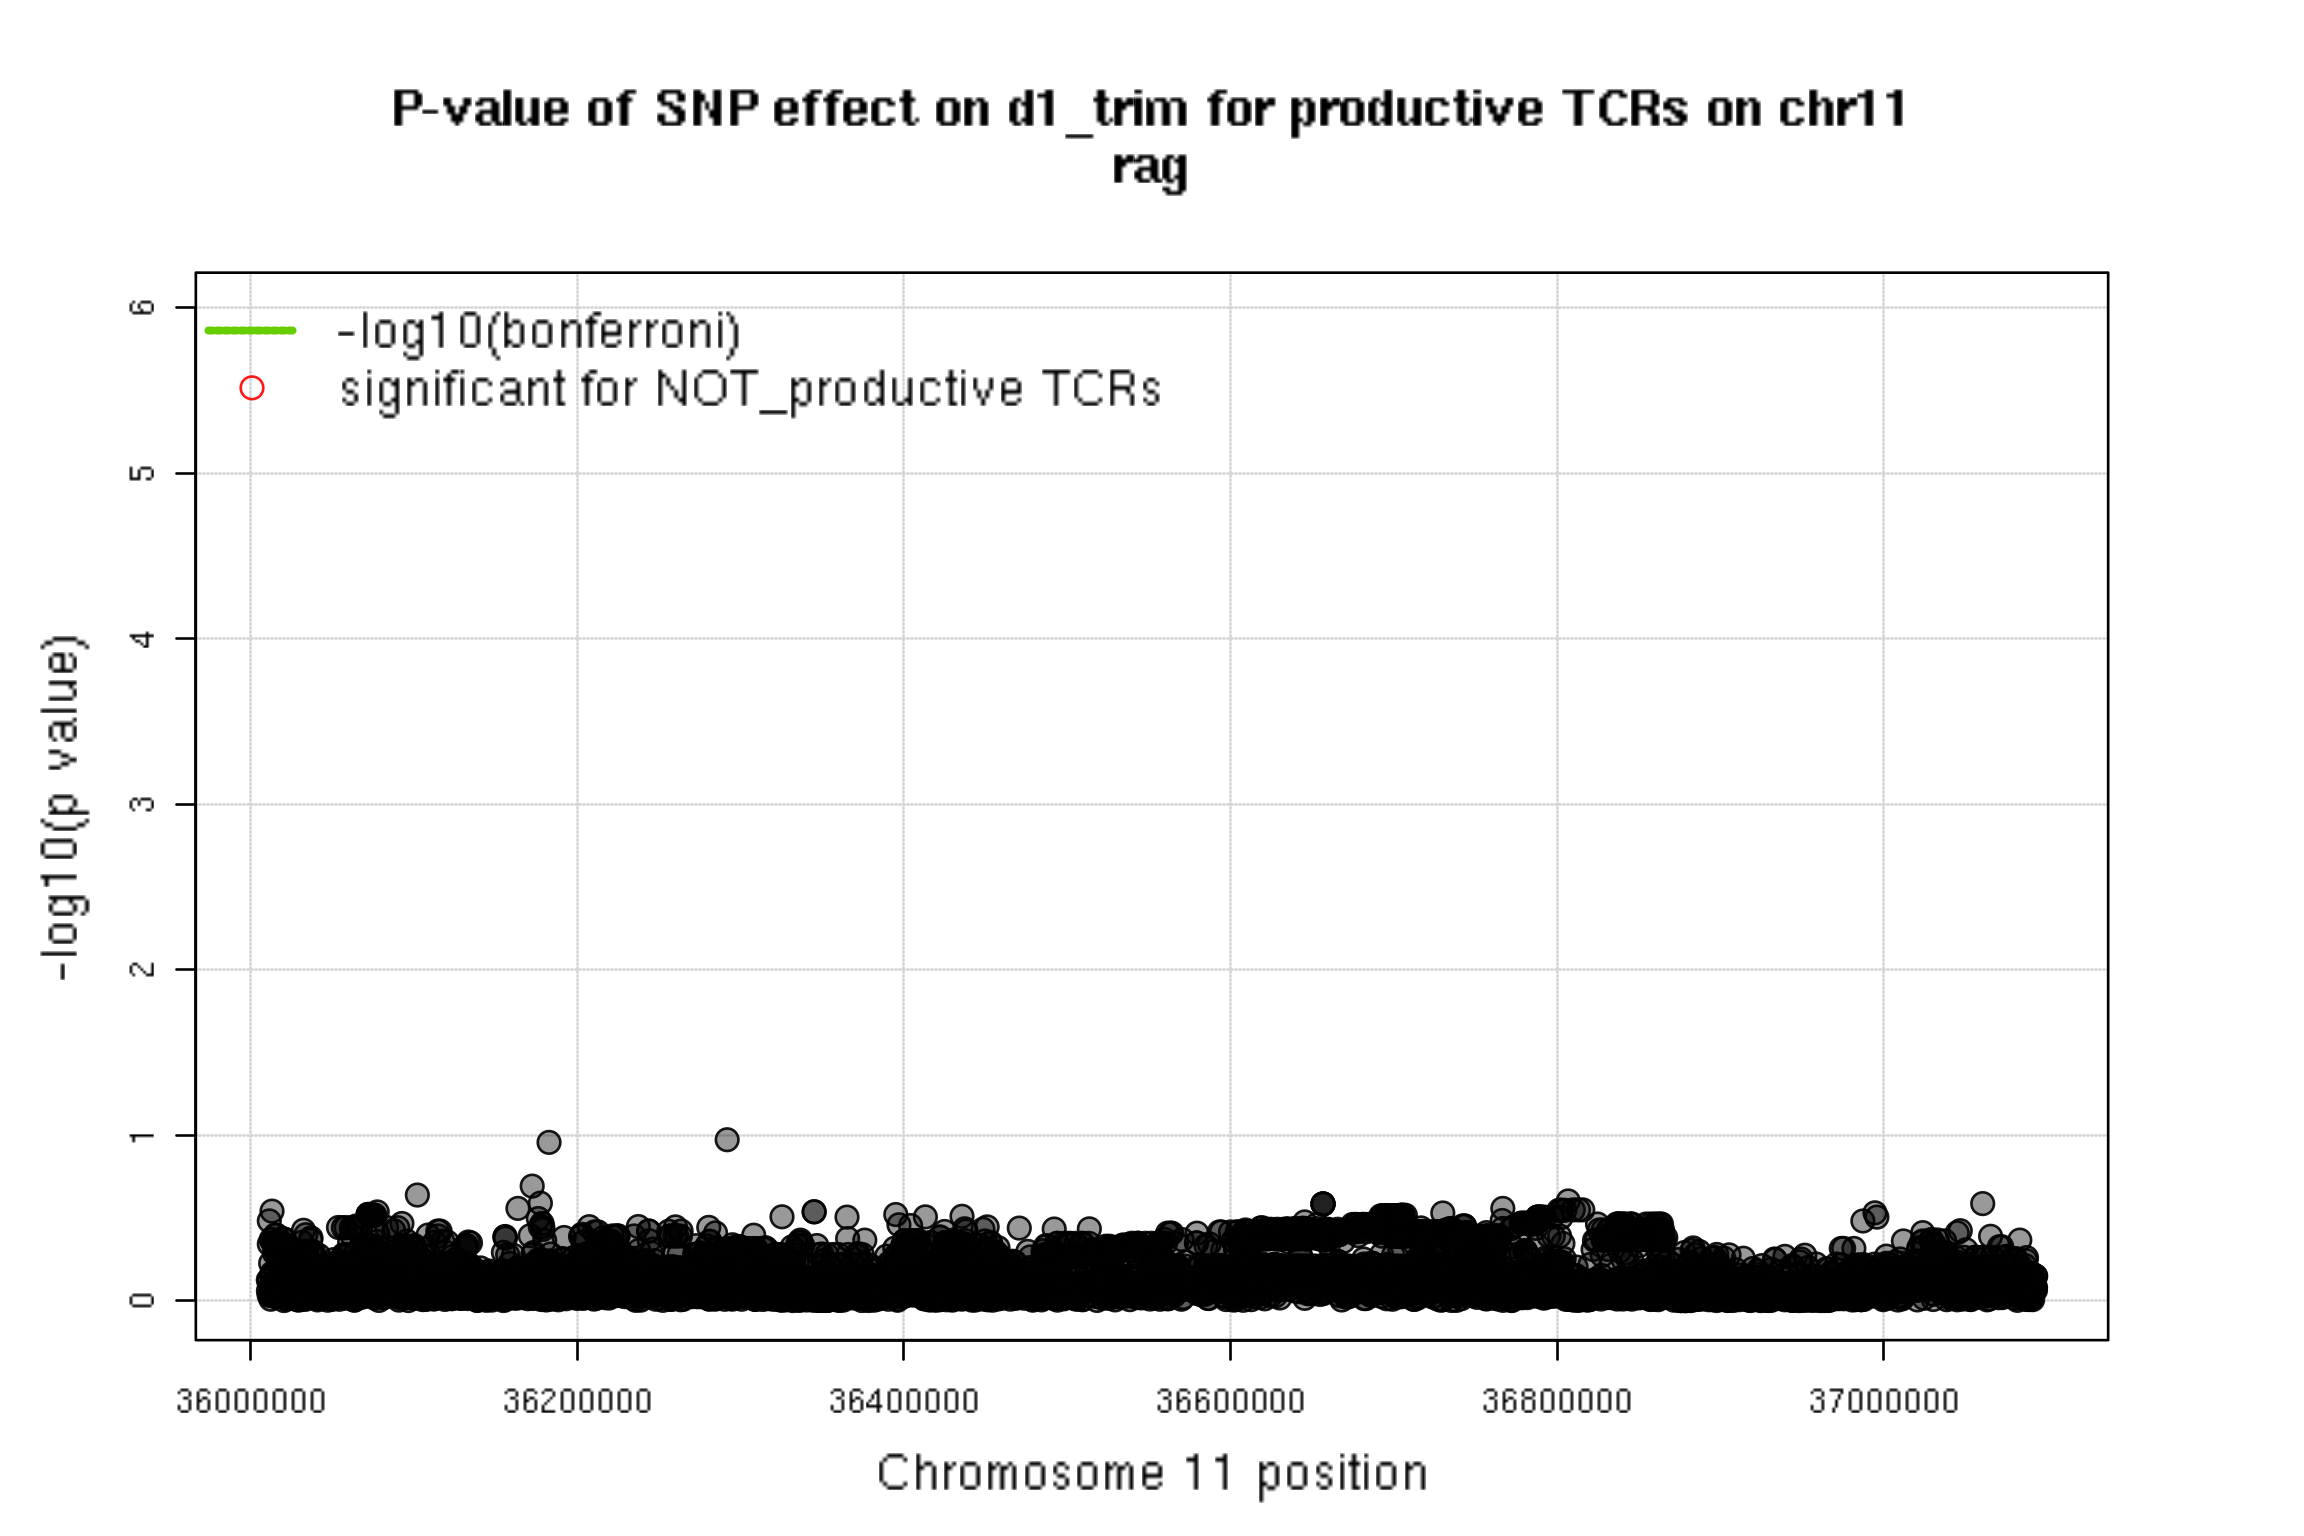 P-value of SNP effect on d1_trim for productive TCRs on chr11
rag
-log10(bonferroni)
significant for NOT_productive TCRs
-log10(p value)
6
5
4
3
2
1
0
36000000 36200000 36400000 36600000 36800000 37000000
Chromosome 11 position